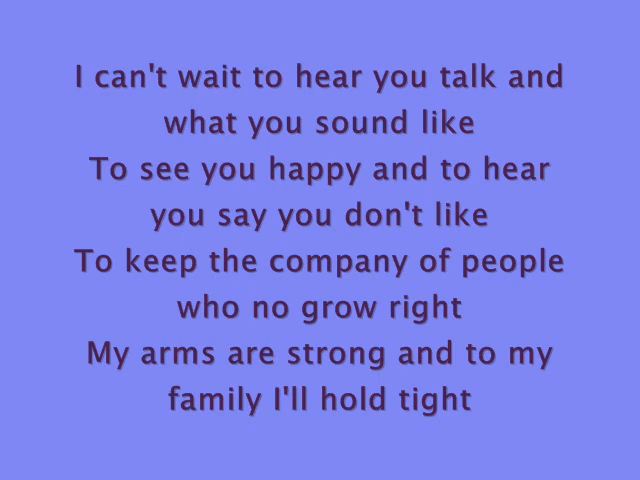 I can't wait to hear you talk and
what you sound like
To see you happy and to hear
you say you don't like
To keep the company of people
who no grow right
My arms are strong and to my
family I'll hold tight